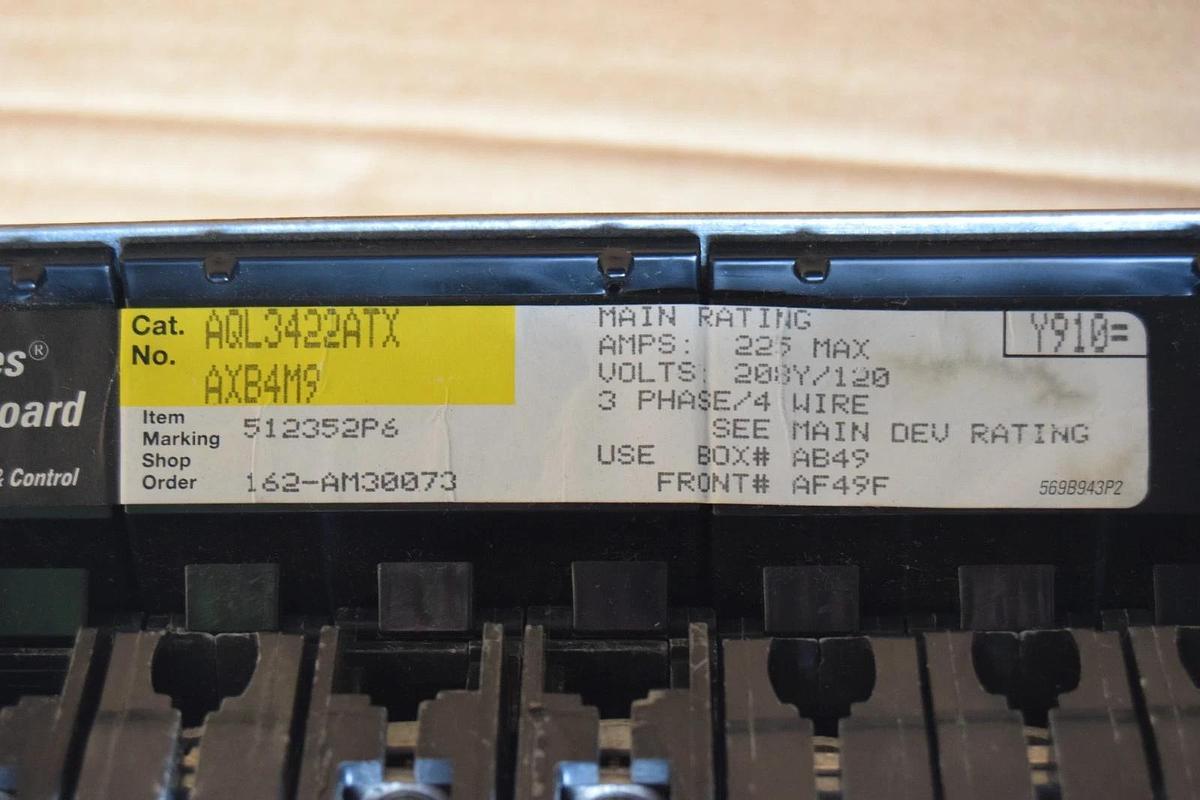 es®
oard
& Control
Cat. No. AQL3422ATX
AXB4M9
Item Marking 512352P6
Shop Order 162-AM30073
MAIN RATING
AMPS: 225 MAX
VOLTS: 208Y/120
3 PHASE/4 WIRE
SEE MAIN DEV RATING
USE BOX# AB49
FRONT# AF49F
Y910=
569B943P2